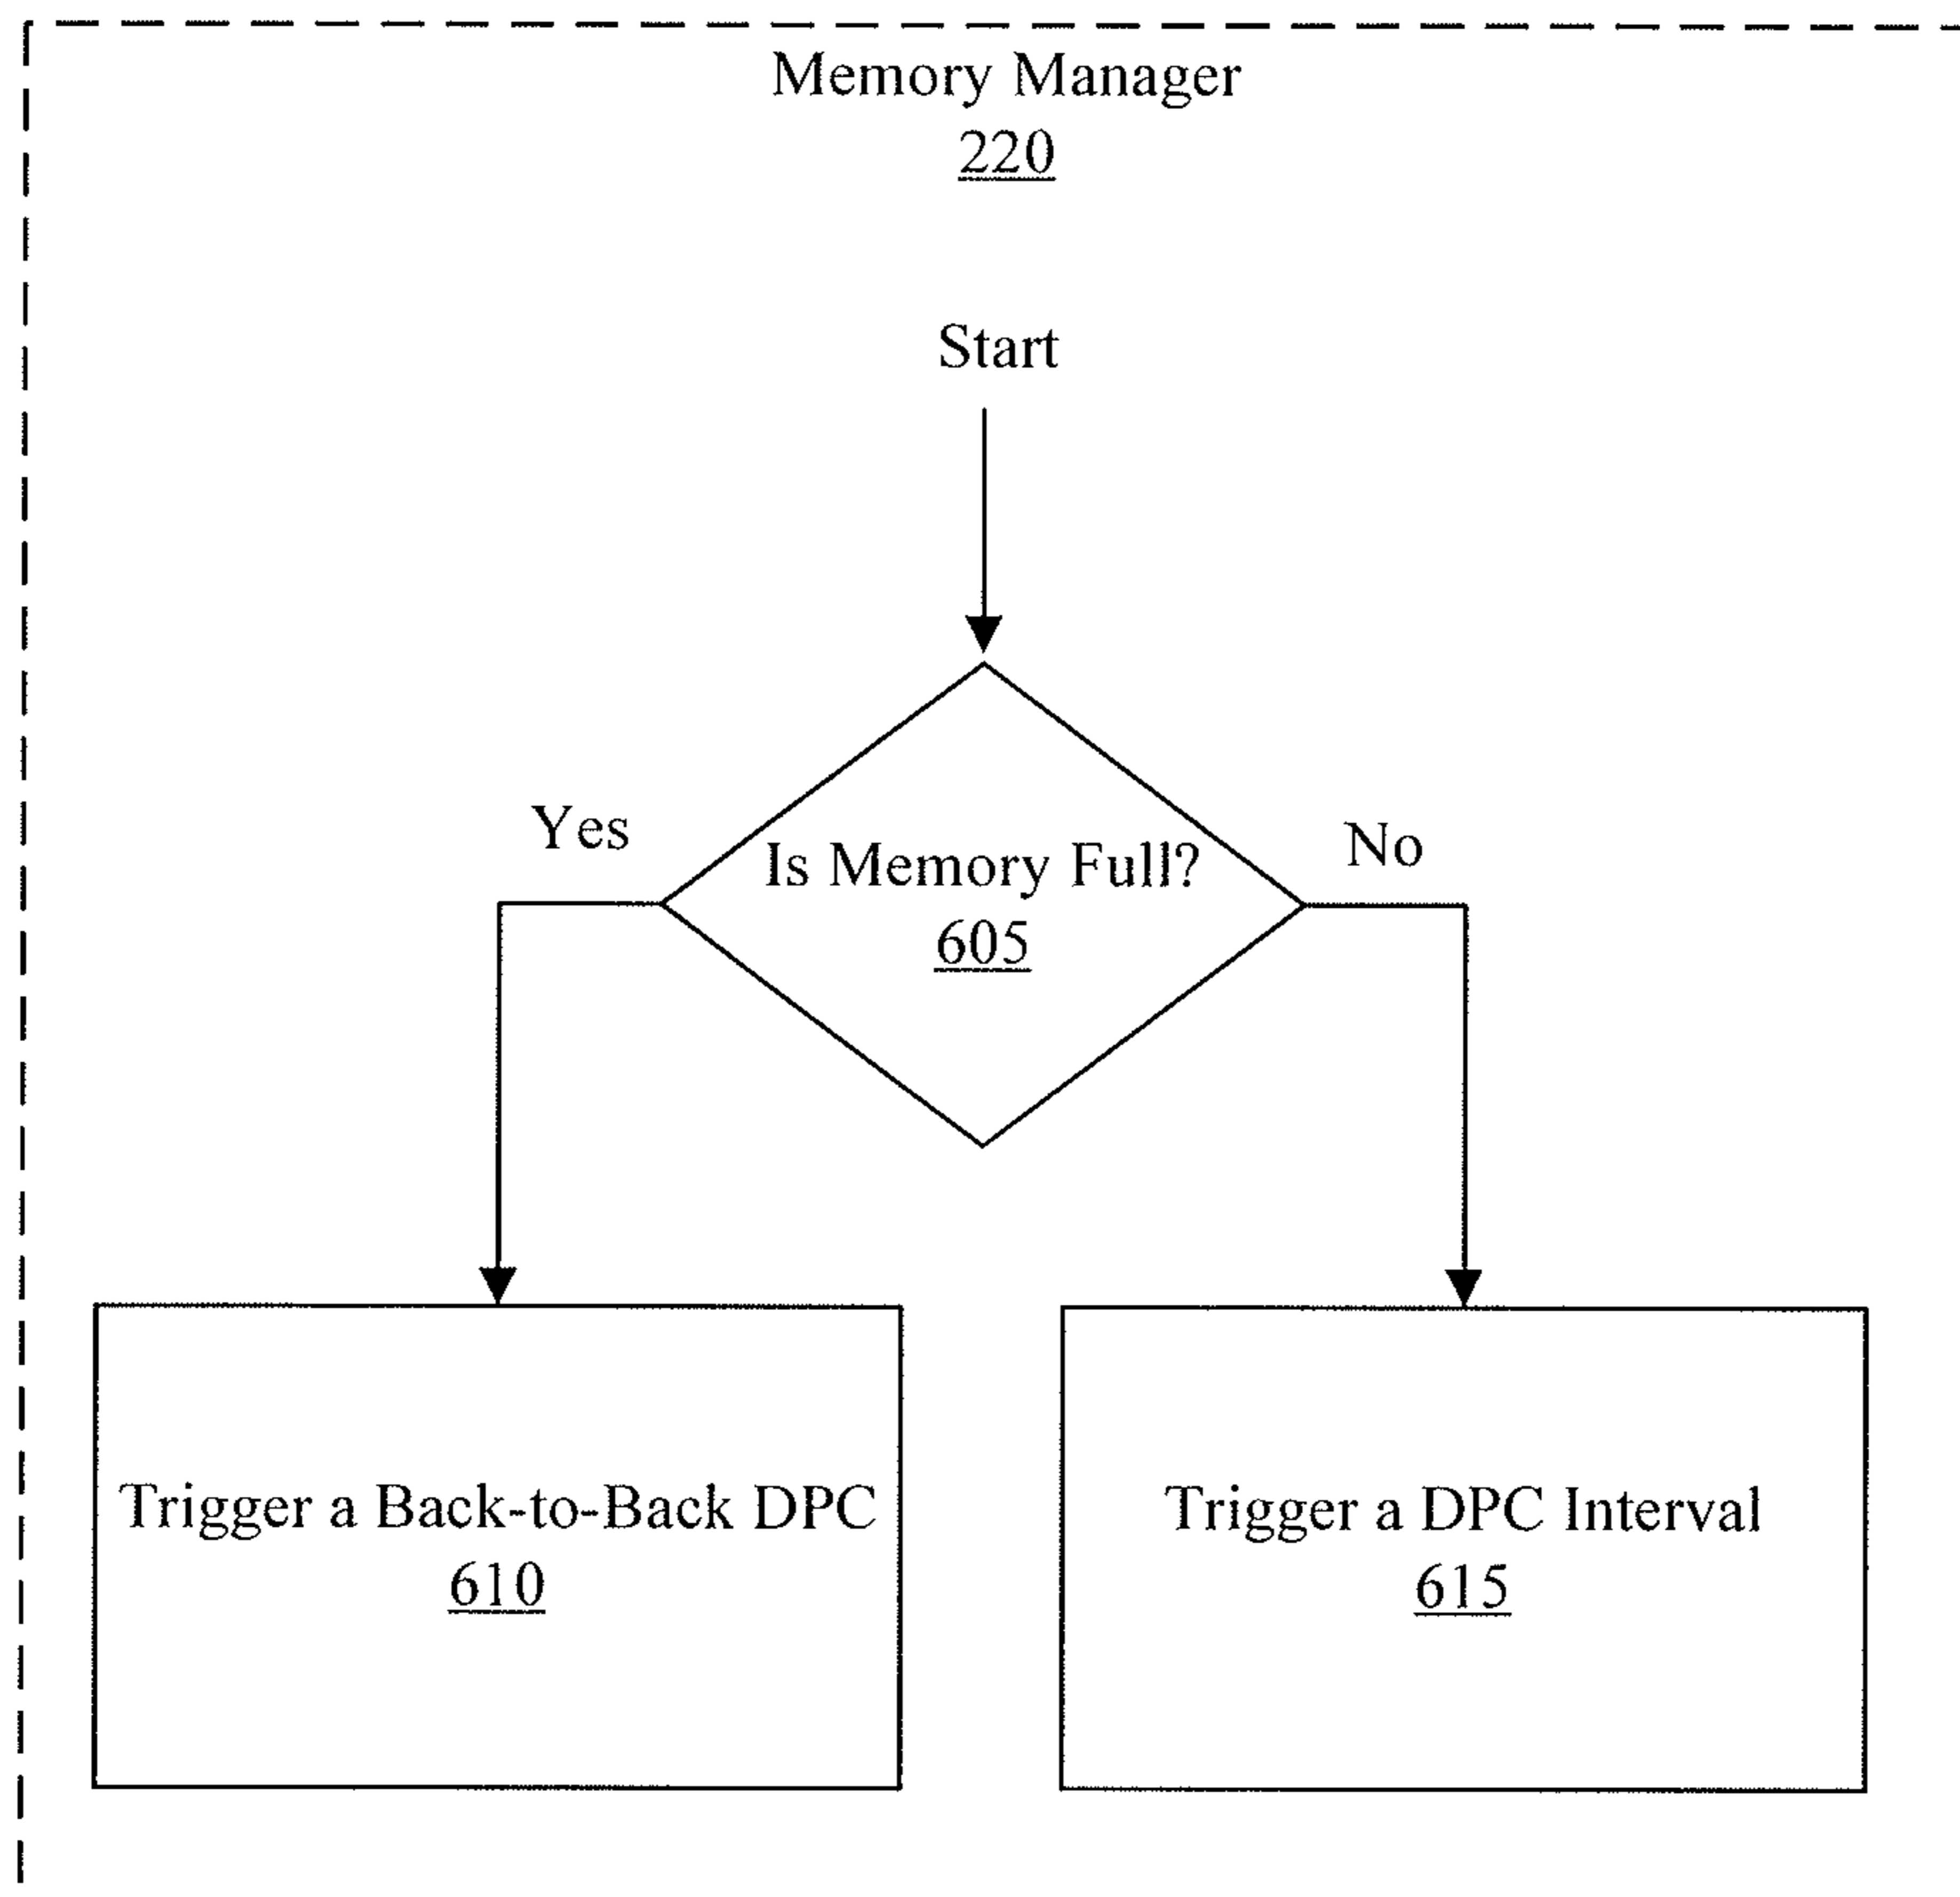 Memory Manager
220
Start
Yes
No
Is Memory Full?
605
Trigger a Back-to-Back DPC
610
Trigger a DPC Interval
615